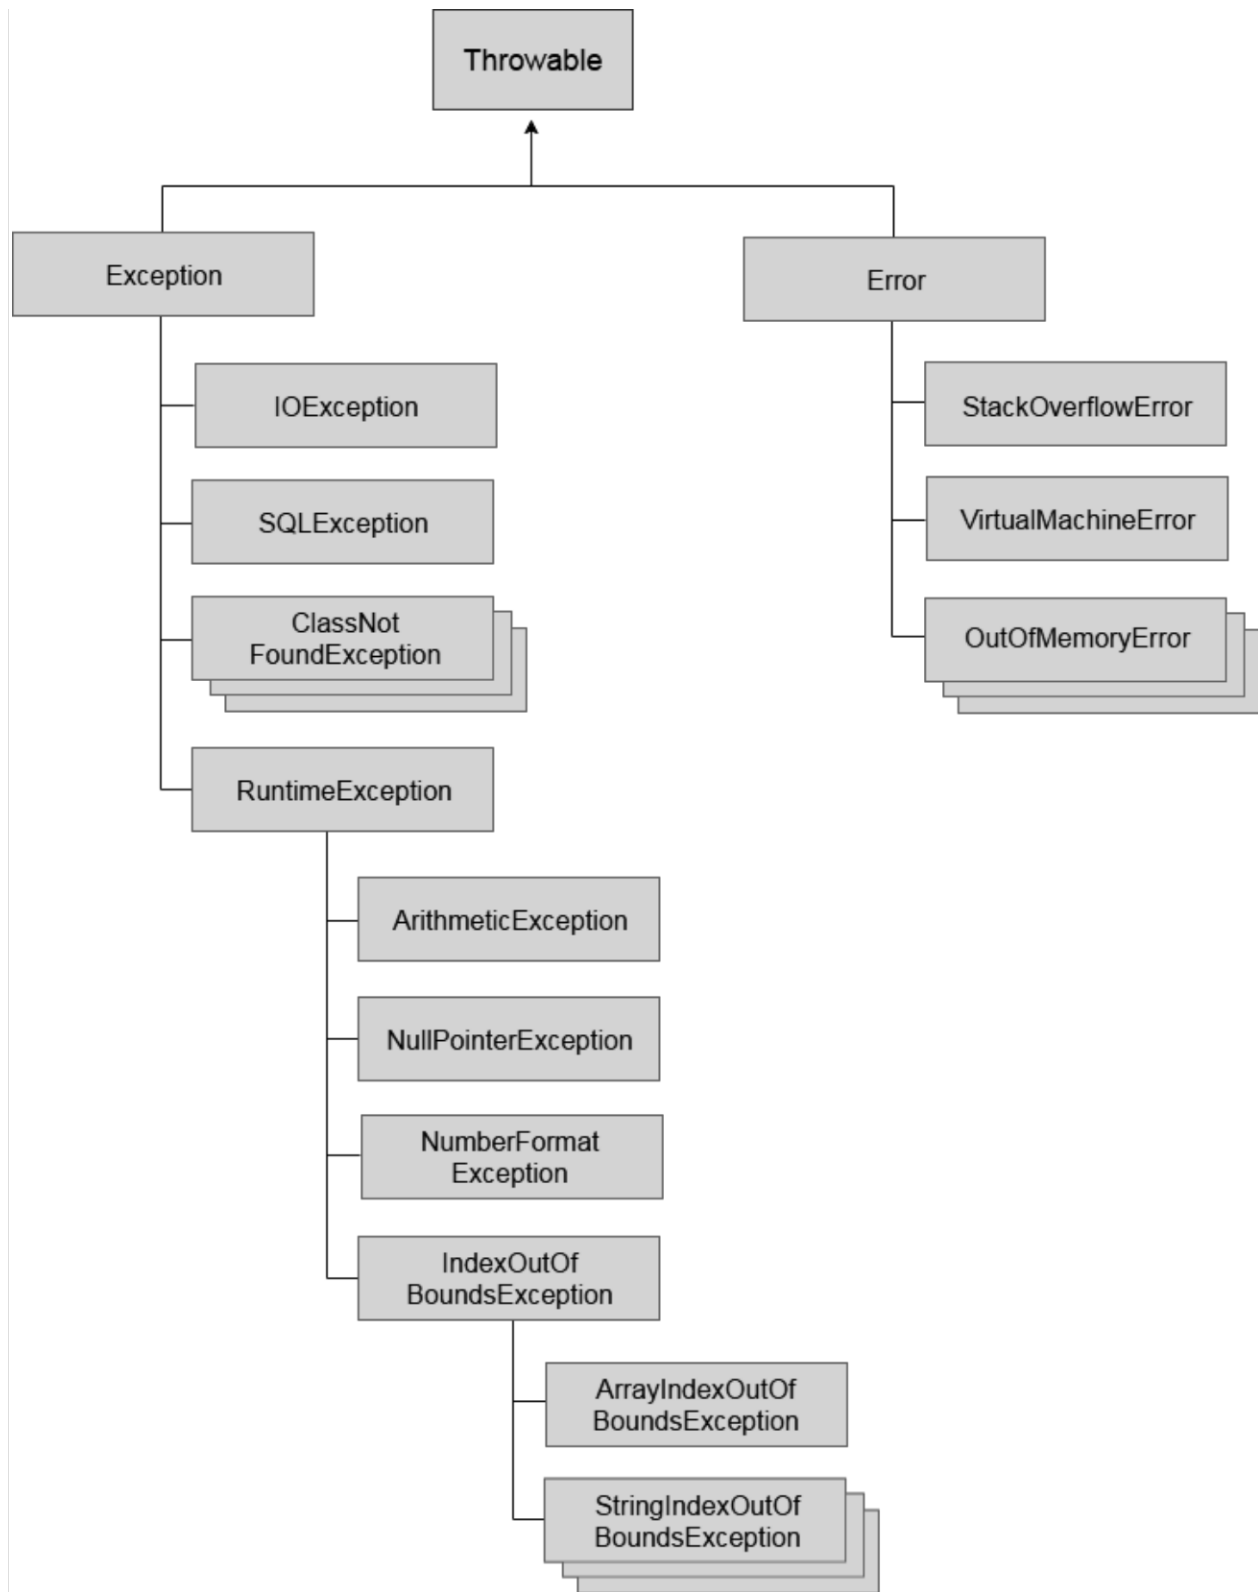 Throwable
Exception
Error
IOException
StackOverflowError
SQLException
VirtualMachineError
ClassNot
FoundException
OutOfMemoryError
RuntimeException
ArithmeticException
NullPointerException
NumberFormat
Exception
IndexOutOf
BoundsException
ArrayIndexOutOf
BoundsException
StringIndexOutOf
BoundsException